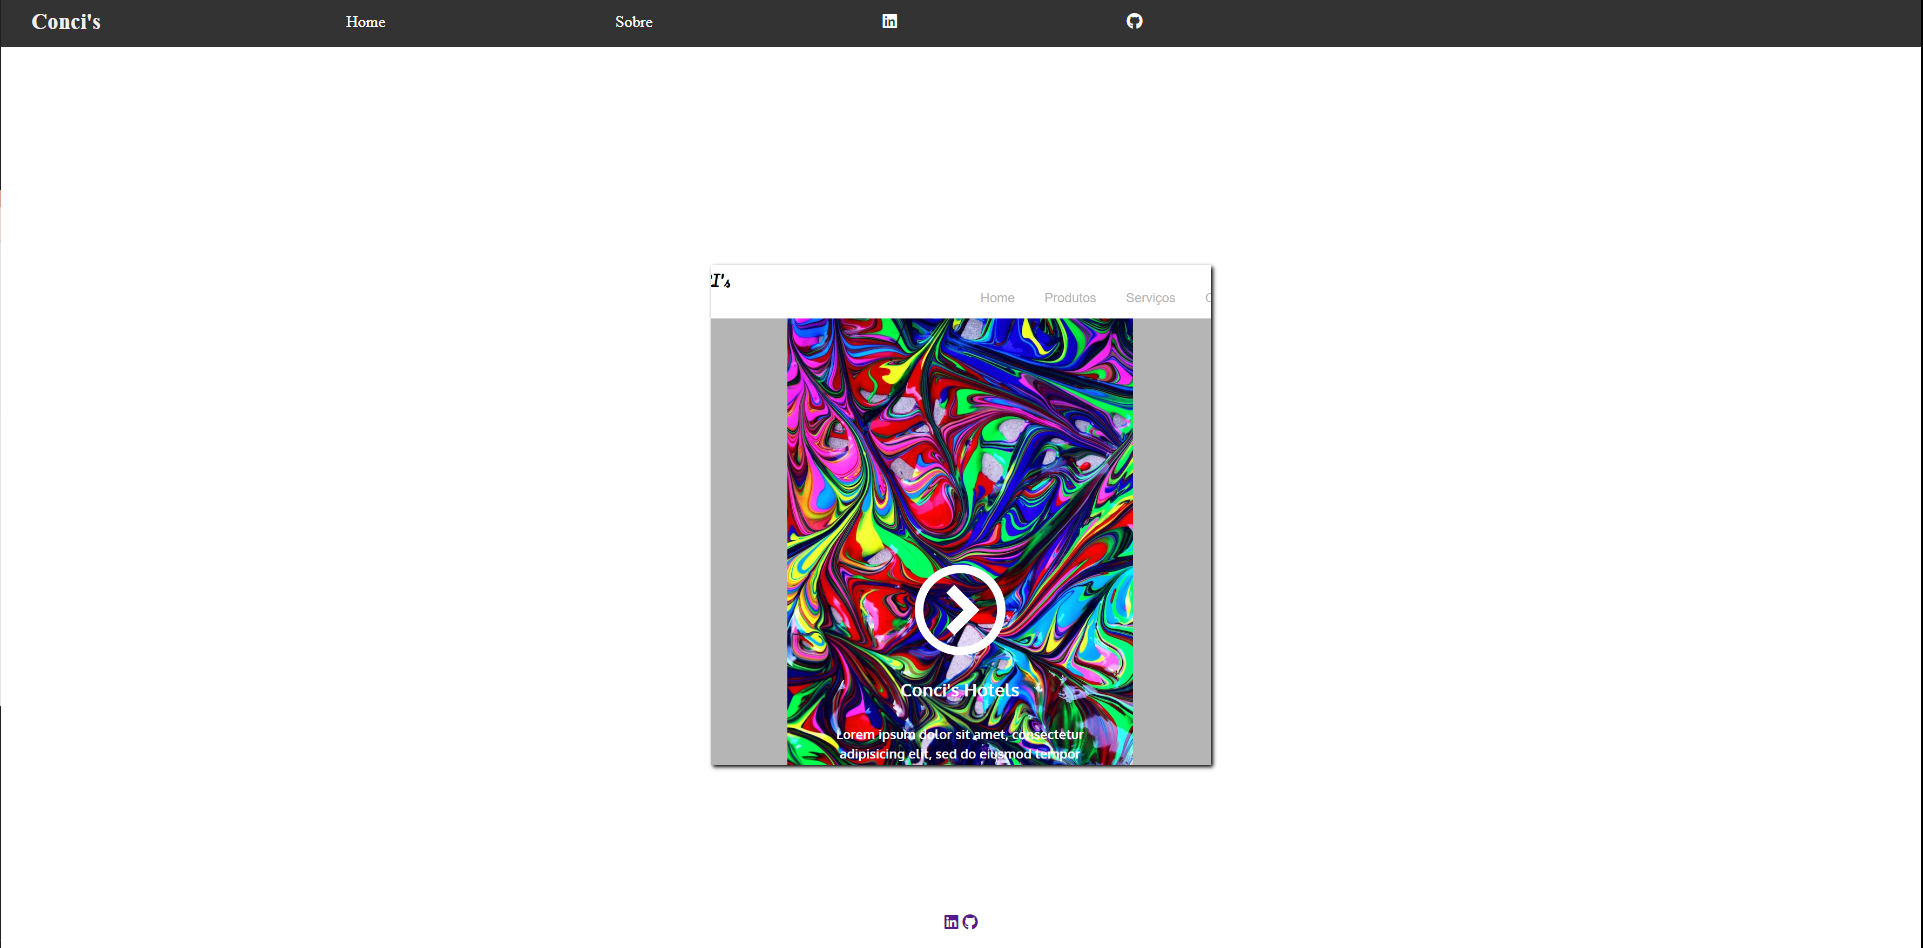 Conci's Home Sobre
I's
Home Produtos Serviços
Conci's Hotels
Lorem ipsum dolor sit amet, consectetur
adipisicing elit, sed do eiusmod tempor